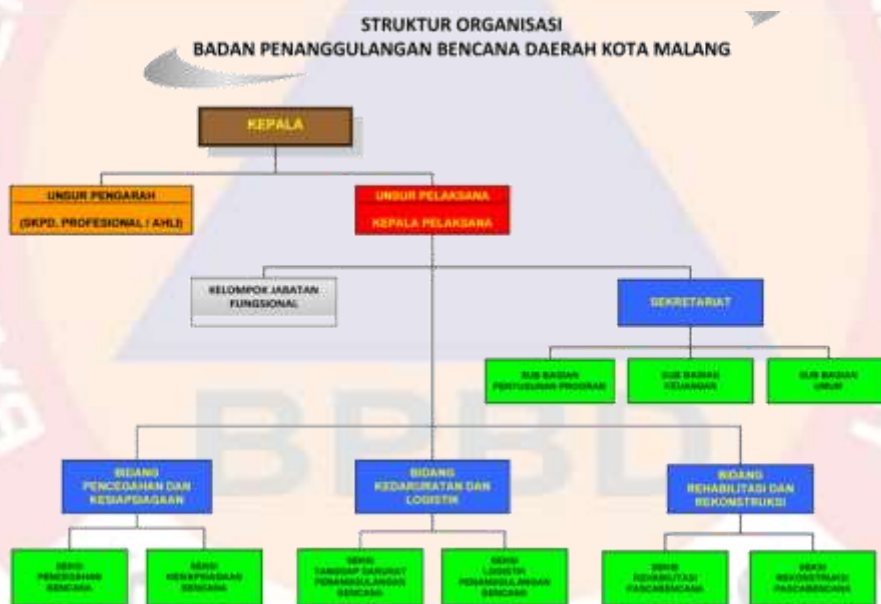 STRUKTUR ORGANISASI
BADAN PENANGGULANGAN BENCANA DAERAH KOTA MALANG
KEPALA
UNSUR PENGARAH
(SKPD, PROFESIONAL / AHLI)
UNSUR PELAKSANA
KEPALA PELAKSANA
KELOMPOK JABATAN
FUNGSIONAL
SEKRETARIAT
SUB BAGIAN
PENYUSUNAN PROGRAM
SUB BAGIAN
KEUANGAN
SUB BAGIAN
UMUM
BPBD
BIDANG
PENCEGAHAN DAN
KESIAPSIAGAAN
BIDANG
KEDARURATAN DAN
LOGISTIK
BIDANG
REHABILITASI DAN
REKONSTRUKSI
SEKSI
PENCEGAHAN
BENCANA
SEKSI
KESIAPSIAGAAN
BENCANA
SEKSI
TANGGAP DARURAT
PENANGGULANGAN
BENCANA
SEKSI
LOGISTIK
PENANGGULANGAN
BENCANA
SEKSI
REHABILITASI
PASCABENCANA
SEKSI
REKONSTRUKSI
PASCABENCANA